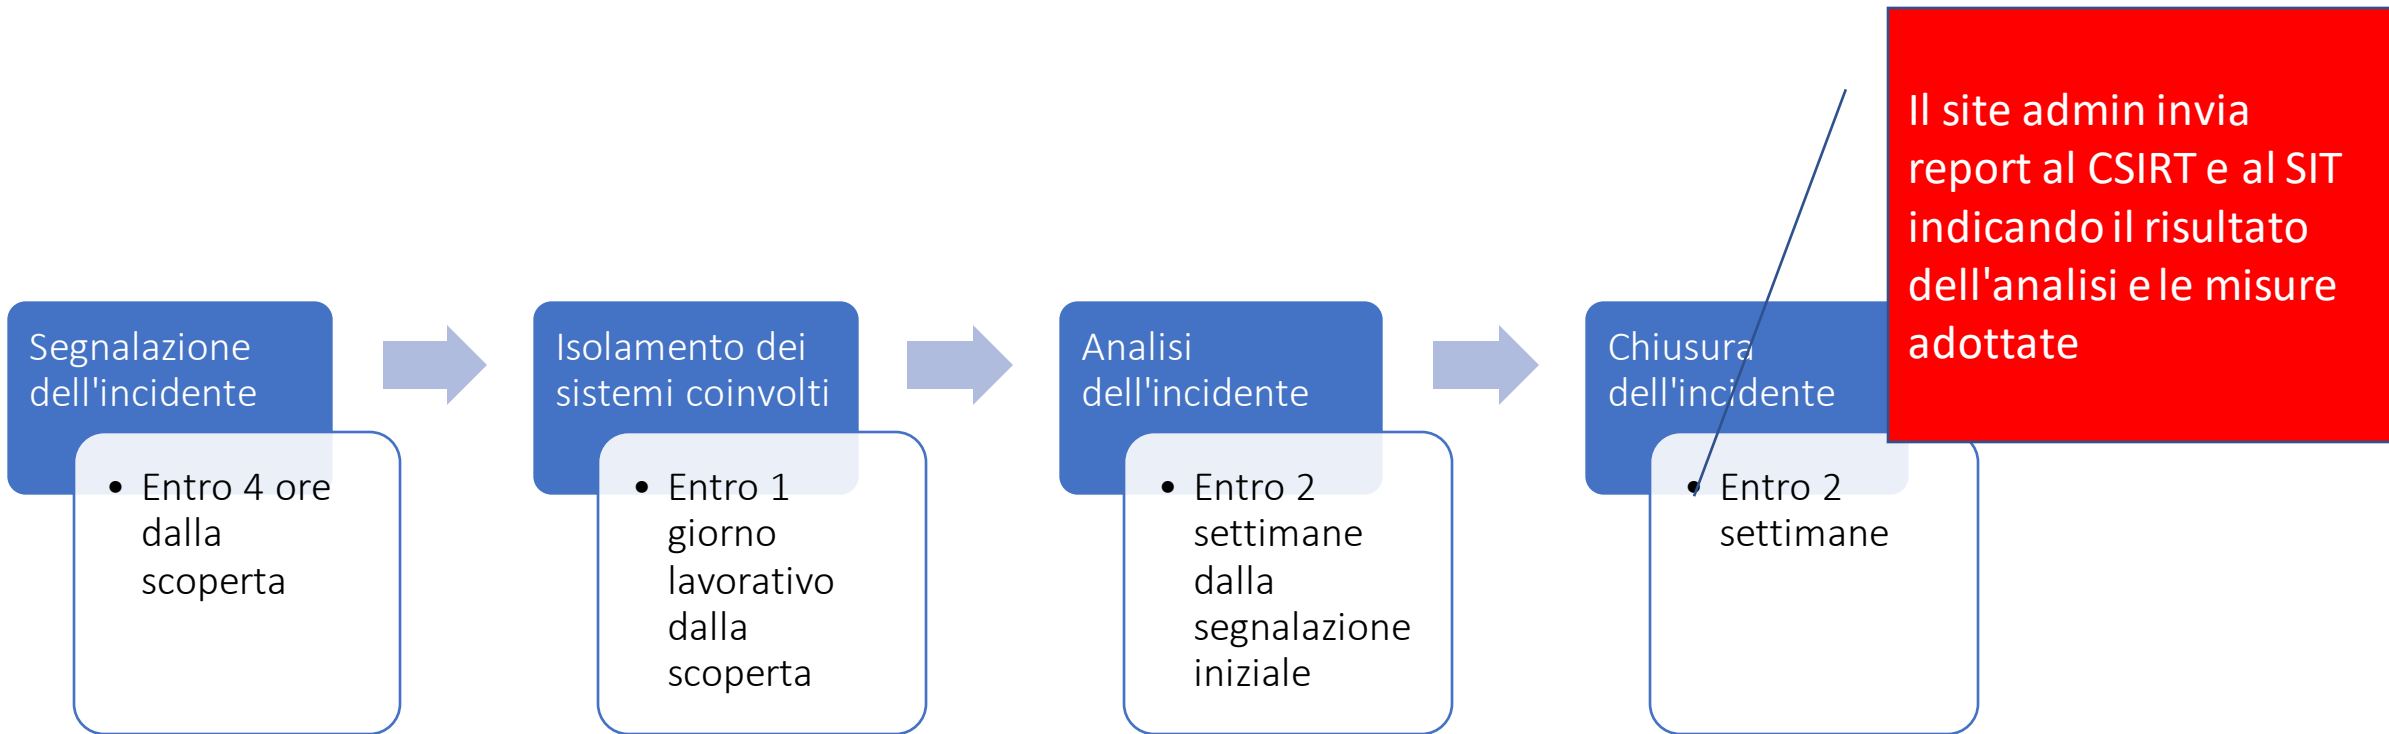 Segnalazione
dell'incidente
• Entro 4 ore
dalla
scoperta
Isolamento dei
sistemi coinvolti
• Entro 1
giorno
lavorativo
dalla
scoperta
Analisi
dell'incidente
• Entro 2
settimane
dalla
segnalazione
iniziale
Chiusura
dell'incidente
• Entro 2
settimane
Il site admin invia
report al CSIRT e al SIT
indicando il risultato
dell'analisi e le misure
adottate